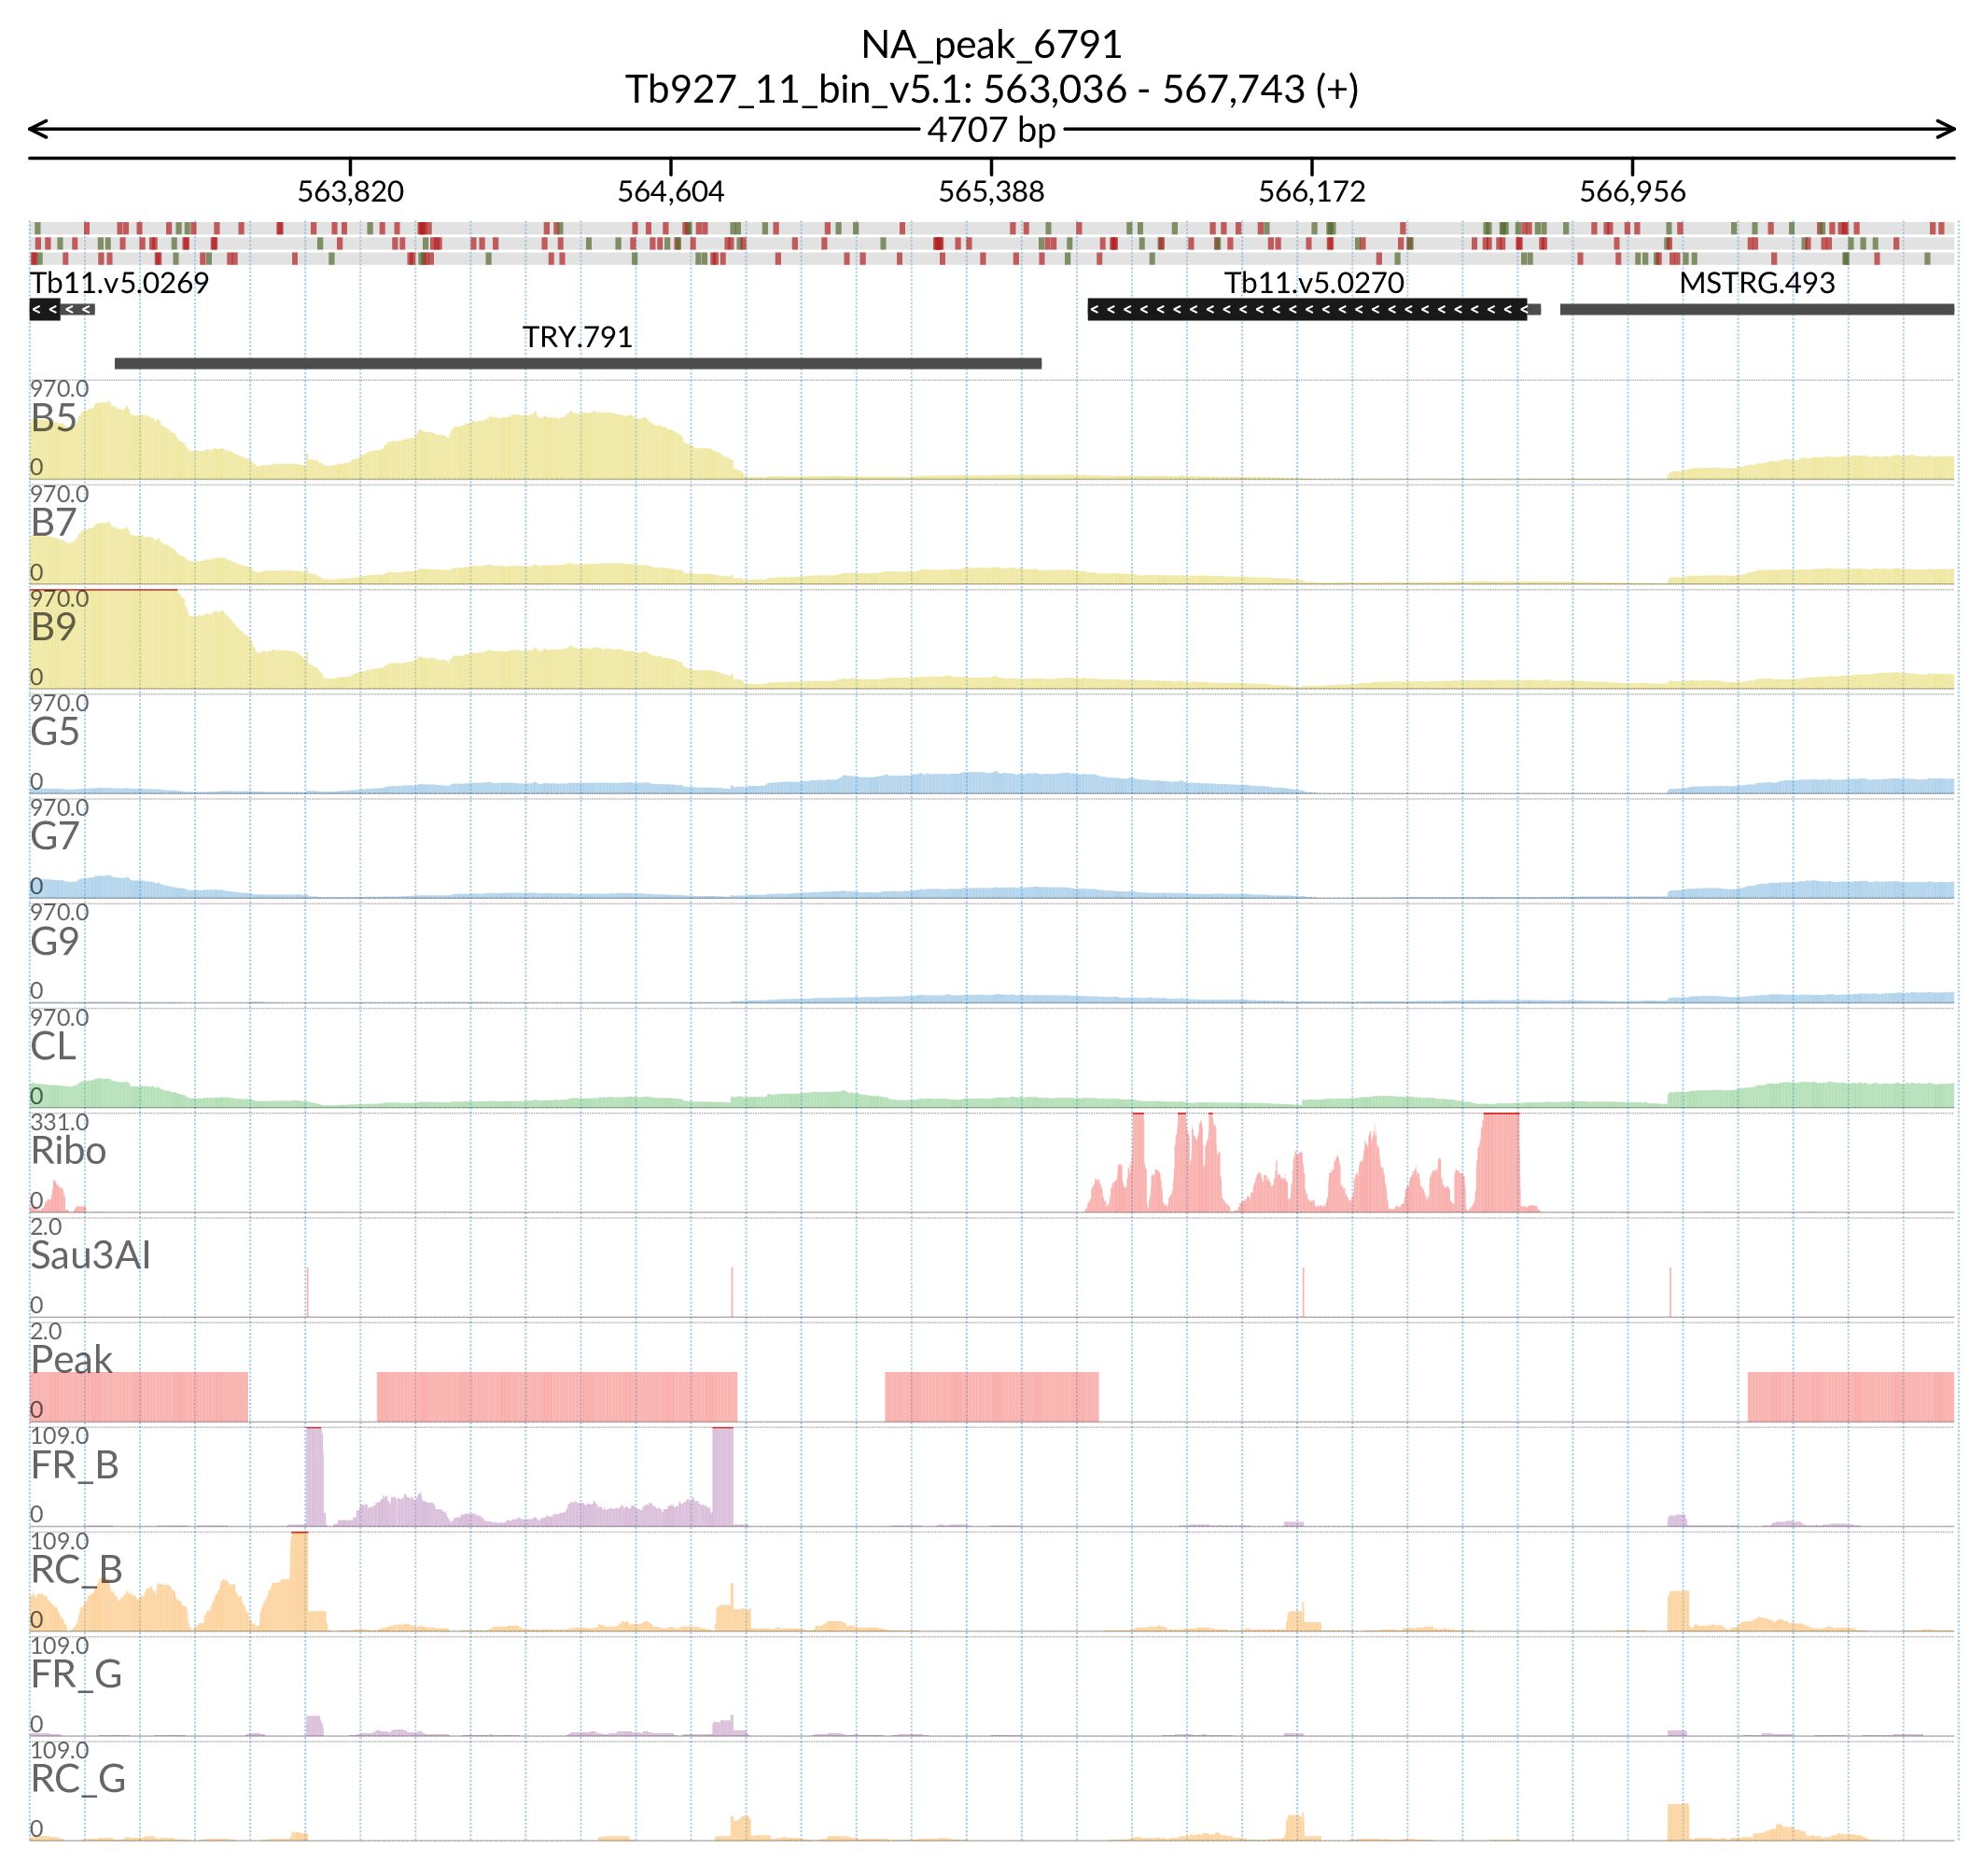 NA_peak_6791
Tb927_11_bin_v5.1: 563,036 - 567,743 (+)
4707 bp
563,820 564,604 565,388 566,172 566,956
Tb11.v5.0269 Tb11.v5.0270 MSTRG.493
TRY.791
970.0
B5
0
970.0
B7
0
970.0
B9
0
970.0
G5
0
970.0
G7
0
970.0
G9
0
970.0
CL
0
331.0
Ribo
0
2.0
Sau3AI
0
2.0
Peak
0
109.0
FR_B
0
109.0
RC_B
0
109.0
FR_G
0
109.0
RC_G
0